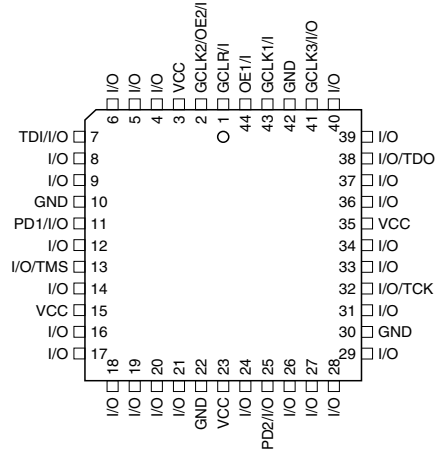 I/O
I/O
I/O
VCC
GCLK2/OE2/I
GCLR/I
OE1/I
GCLK1/I
GND
GCLK3/I/O
I/O
6
5
4
3
2
1
44
43
42
41
40
TDI/I/O 7
I/O 8
I/O 9
GND 10
PD1/I/O 11
I/O 12
I/O/TMS 13
I/O 14
VCC 15
I/O 16
I/O 17
39 I/O
38 I/O/TDO
37 I/O
36 I/O
35 VCC
34 I/O
33 I/O
32 I/O/TCK
31 I/O
30 GND
29 I/O
18
19
20
21
22
23
24
25
26
27
28
I/O
I/O
I/O
I/O
GND
VCC
I/O
PD2/I/O
I/O
I/O
I/O